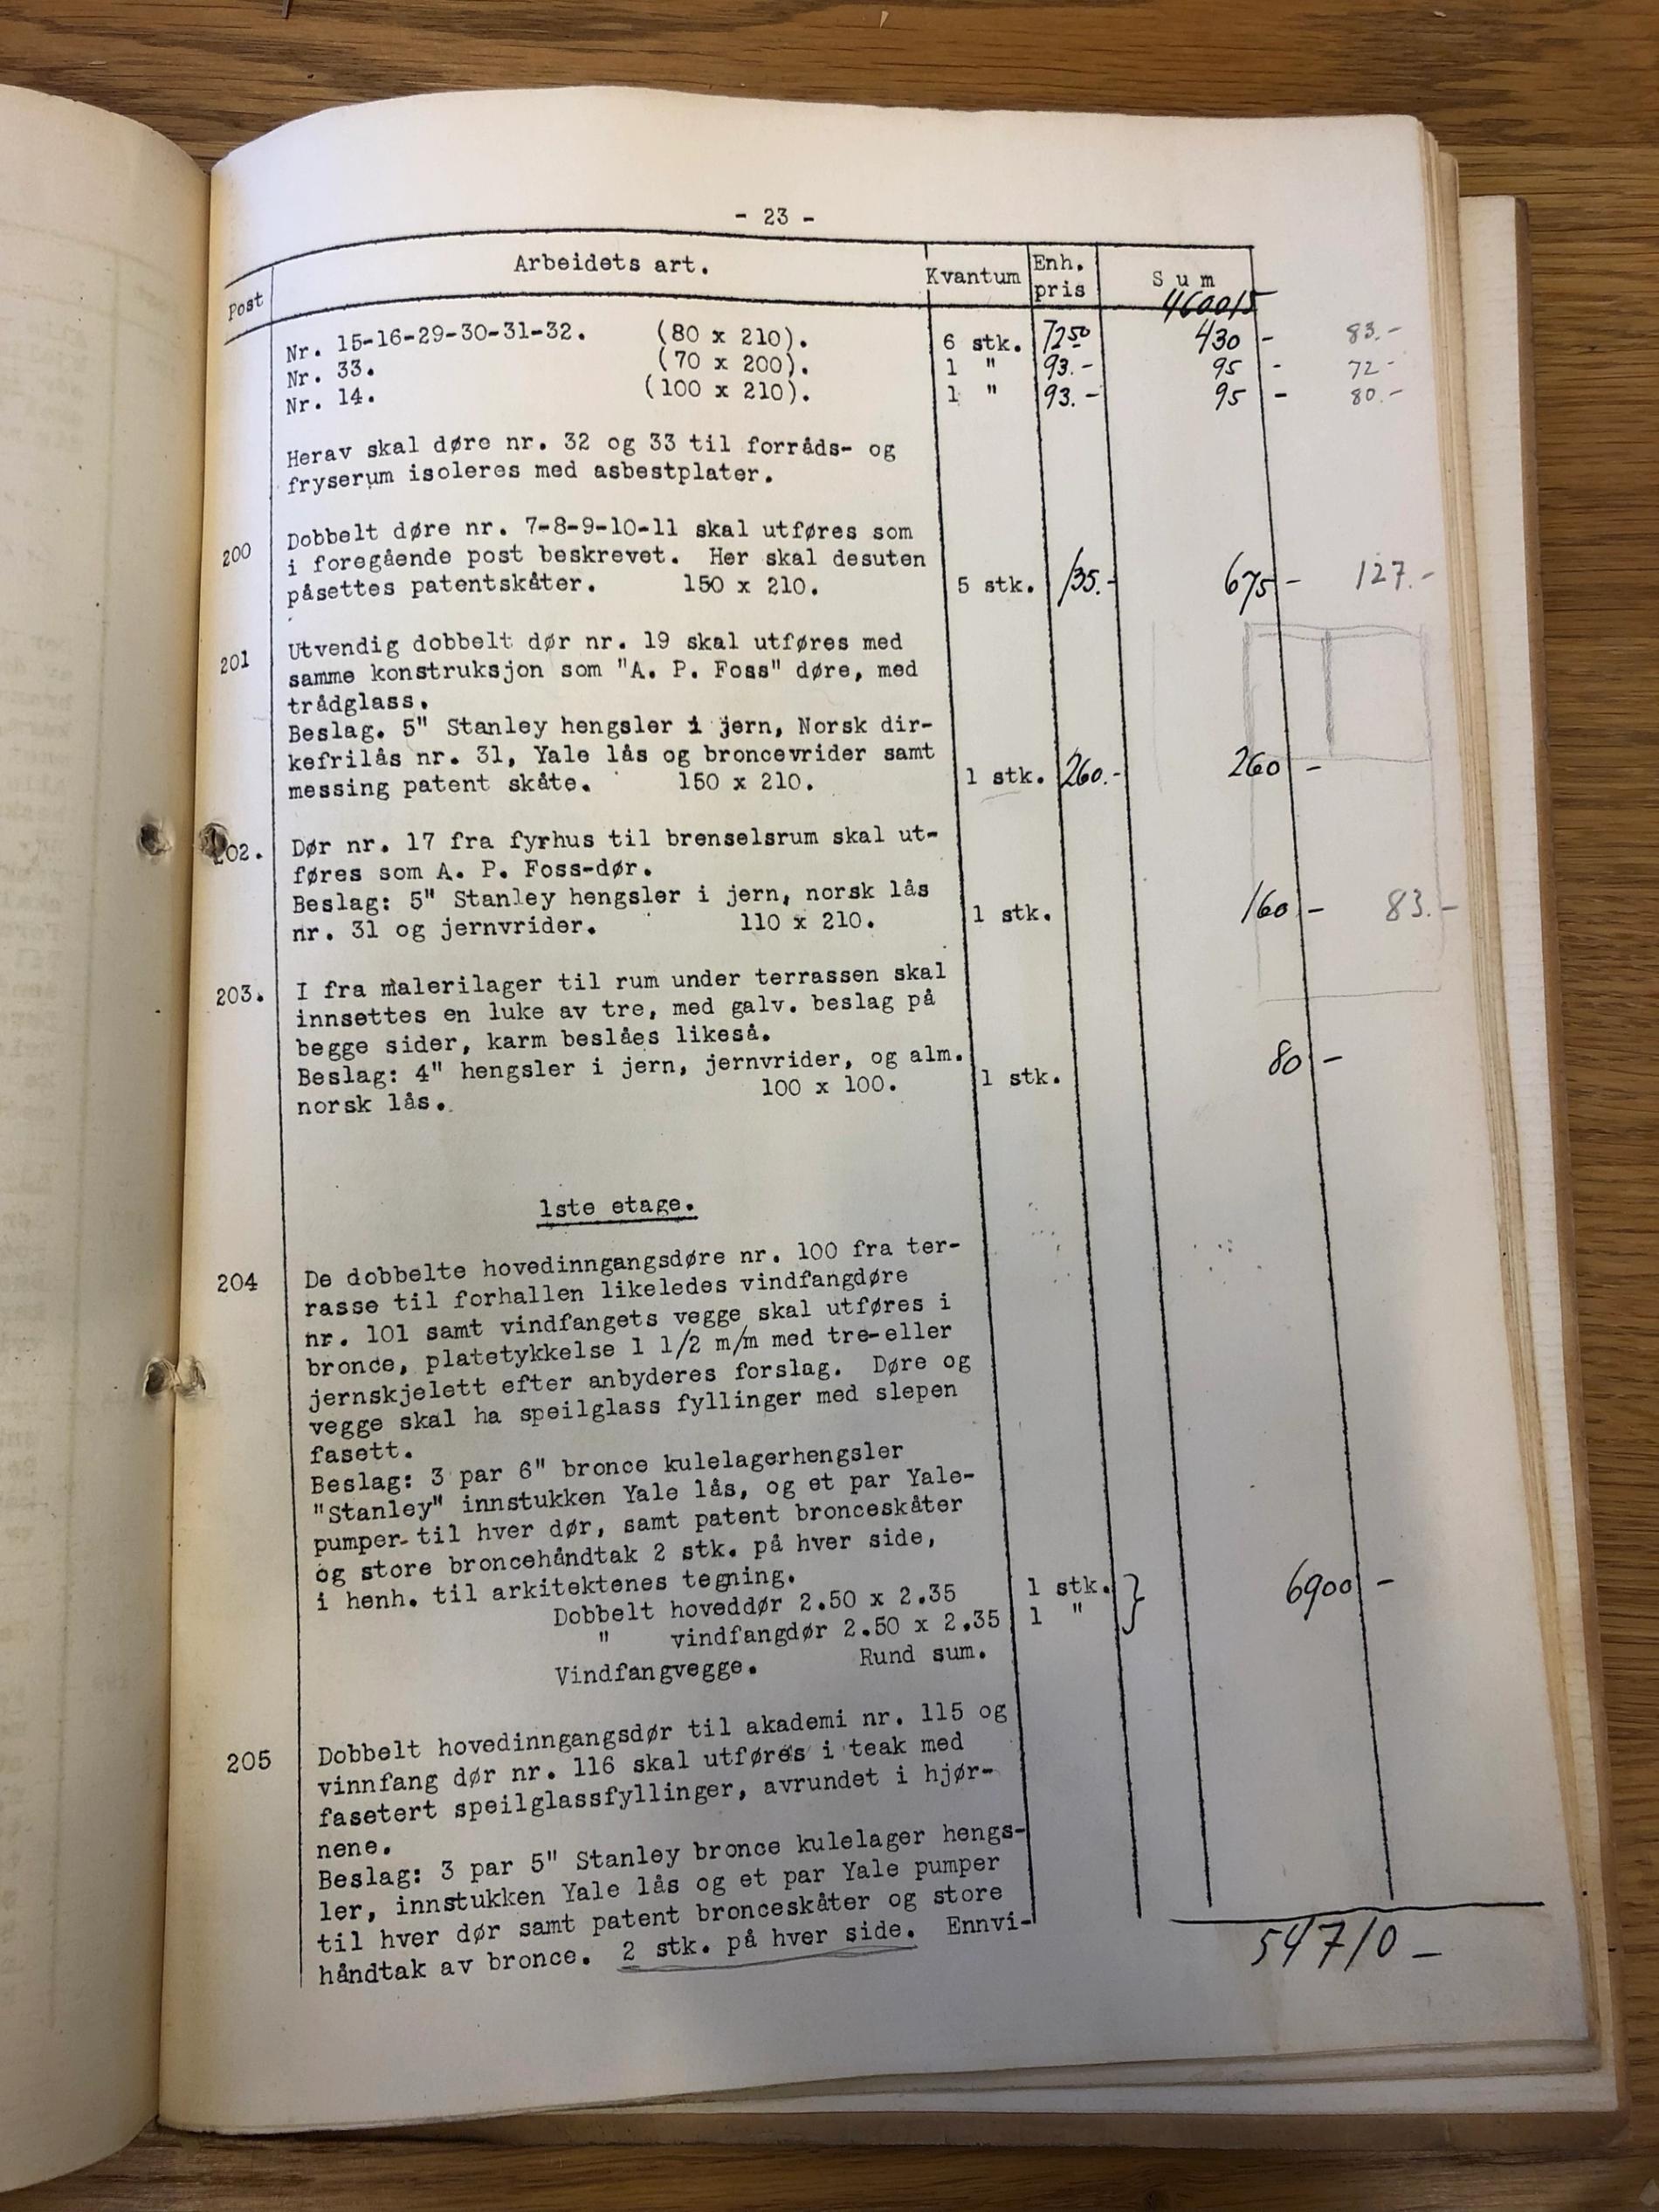 - 23 -
Post Arbeidets art. Kvantum Enh. pris Sum
460015
Nr. 15-16-29-30-31-32. (80 x 210). 6 stk. 7250 430 - 83.-
Nr. 33. (70 x 200). 1 " 93.- 95 - 72-
Nr. 14. (100 x 210). 1 " 93.- 95 - 80.-
Herav skal døre nr. 32 og 33 til forråds- og
fryserum isoleres med asbestplater.
200 Dobbelt døre nr. 7-8-9-10-11 skal utføres som
i foregående post beskrevet. Her skal desuten
påsettes patentskåter. 150 x 210. 5 stk. 135.- 675 - 127.-
201 Utvendig dobbelt dør nr. 19 skal utføres med
samme konstruksjon som "A. P. Foss" døre, med
trådglass.
Beslag. 5" Stanley hengsler i jern, Norsk dir-
kefrilås nr. 31, Yale lås og broncevrider samt
messing patent skåte. 150 x 210. 1 stk. 260.- 260 -
202. Dør nr. 17 fra fyrhus til brenselsrum skal ut-
føres som A. P. Foss-dør.
Beslag: 5" Stanley hengsler i jern, norsk lås
nr. 31 og jernvrider. 110 x 210. 1 stk. 160 - 83.-
203. I fra malerilager til rum under terrassen skal
innsettes en luke av tre, med galv. beslag på
begge sider, karm beslåes likeså.
Beslag: 4" hengsler i jern, jernvrider, og alm.
norsk lås. 100 x 100. 1 stk. 80 -
1ste etage.
204 De dobbelte hovedinngangsdøre nr. 100 fra ter-
rasse til forhallen likeledes vindfangdøre
nr. 101 samt vindfangets vegge skal utføres i
bronce, platetykkelse 1 1/2 m/m med tre-eller
jernskjelett efter anbyderes forslag. Døre og
vegge skal ha speilglass fyllinger med slepen
fasett.
Beslag: 3 par 6" bronce kulelagerhengsler
"Stanley" innstukken Yale lås, og et par Yale-
pumper til hver dør, samt patent bronceskåter
og store broncehåndtak 2 stk. på hver side,
i henh. til arkitektenes tegning.
Dobbelt hoveddør 2.50 x 2.35 1 stk. 6900 -
" vindfangdør 2.50 x 2.35 1 "
Vindfangvegge. Rund sum.
205 Dobbelt hovedinngangsdør til akademi nr. 115 og
vinnfang dør nr. 116 skal utføres i teak med
fasetert speilglassfyllinger, avrundet i hjør-
nene.
Beslag: 3 par 5" Stanley bronce kulelager hengs-
ler, innstukken Yale lås og et par Yale pumper
til hver dør samt patent bronceskåter og store
håndtak av bronce. 2 stk. på hver side. Ennvi-
54710 -